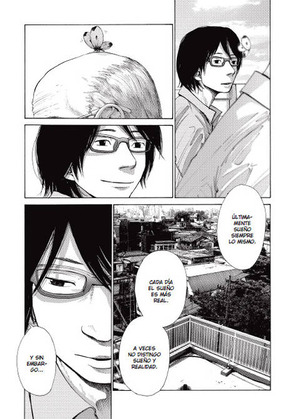 ÚLTIMA-
MENTE
SUEÑO
SIEMPRE
LO MISMO.
CADA DÍA
EL SUEÑO
ES MÁS
REAL.
A VECES
NO DISTINGO
SUEÑO Y
REALIDAD.
Y SIN
EMBAR-
GO...